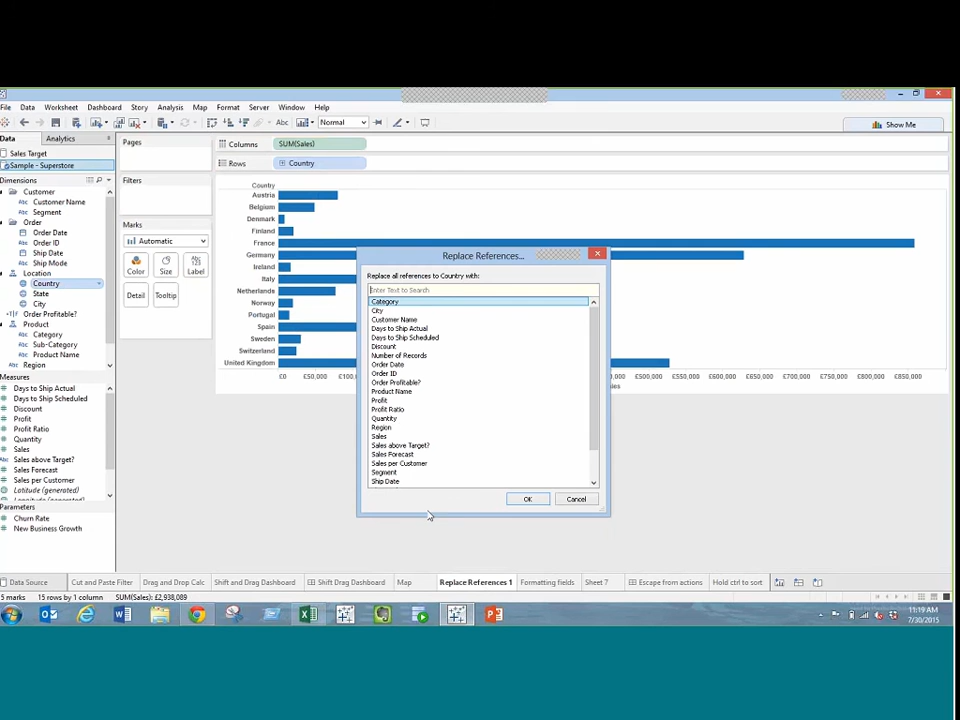 File Data Worksheet Dashboard Story Map Analysis Map Format Server Window Help
Abc Normal Show Me
Data Analytics
Sales Target
Sample - Superstore
Dimensions
Customer
Abc Customer Name
Abc Segment
Order
Order Date
Abc Order ID
Ship Date
Abc Ship Mode
Location
Country
State
City
Order Profitable?
Product
Abc Category
Abc Sub-Category
Abc Product Name
Abc Region
Measures
Days to Ship Actual
Days to Ship Scheduled
Discount
Profit
Profit Ratio
Quantity
Sales
Abc Sales above Target?
Sales Forecast
Sales per Customer
Latitude (generated)
Parameters
Churn Rate
New Business Growth
Pages
Filters
Marks
Automatic
Color Size Label
Detail Tooltip
Columns SUM(Sales)
Rows Country
Country
Austria
Belgium
Denmark
Finland
France
Germany
Ireland
Italy
Netherlands
Norway
Portugal
Spain
Sweden
Switzerland
United Kingdom
£0 £50,000 £550,000 £600,000 £650,000 £700,000 £750,000 £800,000 £850,000
Replace References...
Replace all references to Country with:
Enter Text to Search
Category
City
Customer Name
Days to Ship Actual
Days to Ship Scheduled
Discount
Number of Records
Order Date
Order ID
Order Profitable?
Product Name
Profit
Profit Ratio
Quantity
Region
Sales
Sales above Target?
Sales Forecast
Sales per Customer
Segment
Ship Date
OK Cancel
Data Source Cut and Paste Filter Drag and Drop Calc Shift and Drag Dashboard Shift Drag Dashboard Map Replace References 1 Formatting fields Sheet 7 Escape from actions Hold ctrl to sort
5 marks 15 rows by 1 column SUM(Sales): £2,938,089
11:19 AM
7/30/2015